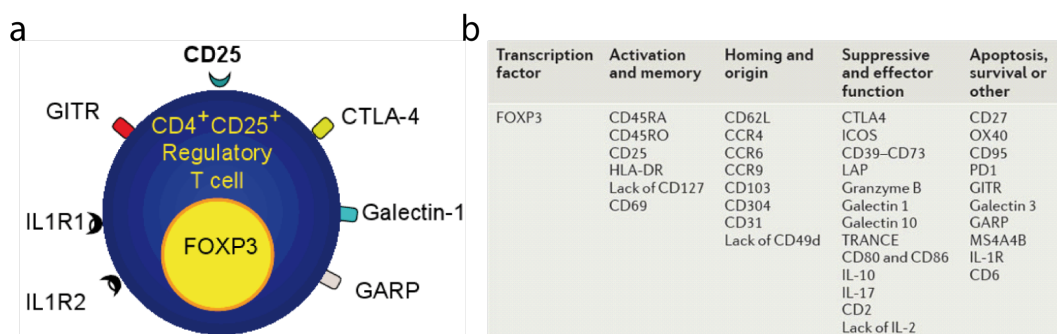 a
CD25
GITR
CTLA-4
CD4+CD25+
Regulatory
T cell
IL1R1
Galectin-1
FOXP3
IL1R2
GARP
b
Transcription factor
Activation and memory
Homing and origin
Suppressive and effector function
Apoptosis, survival or other
FOXP3
CD45RA
CD45RO
CD25
HLA-DR
Lack of CD127
CD69
CD62L
CCR4
CCR6
CCR9
CD103
CD304
CD31
Lack of CD49d
CTLA4
ICOS
CD39–CD73
LAP
Granzyme B
Galectin 1
Galectin 10
TRANCE
CD80 and CD86
IL-10
IL-17
CD2
Lack of IL-2
CD27
OX40
CD95
PD1
GITR
Galectin 3
GARP
MS4A4B
IL-1R
CD6